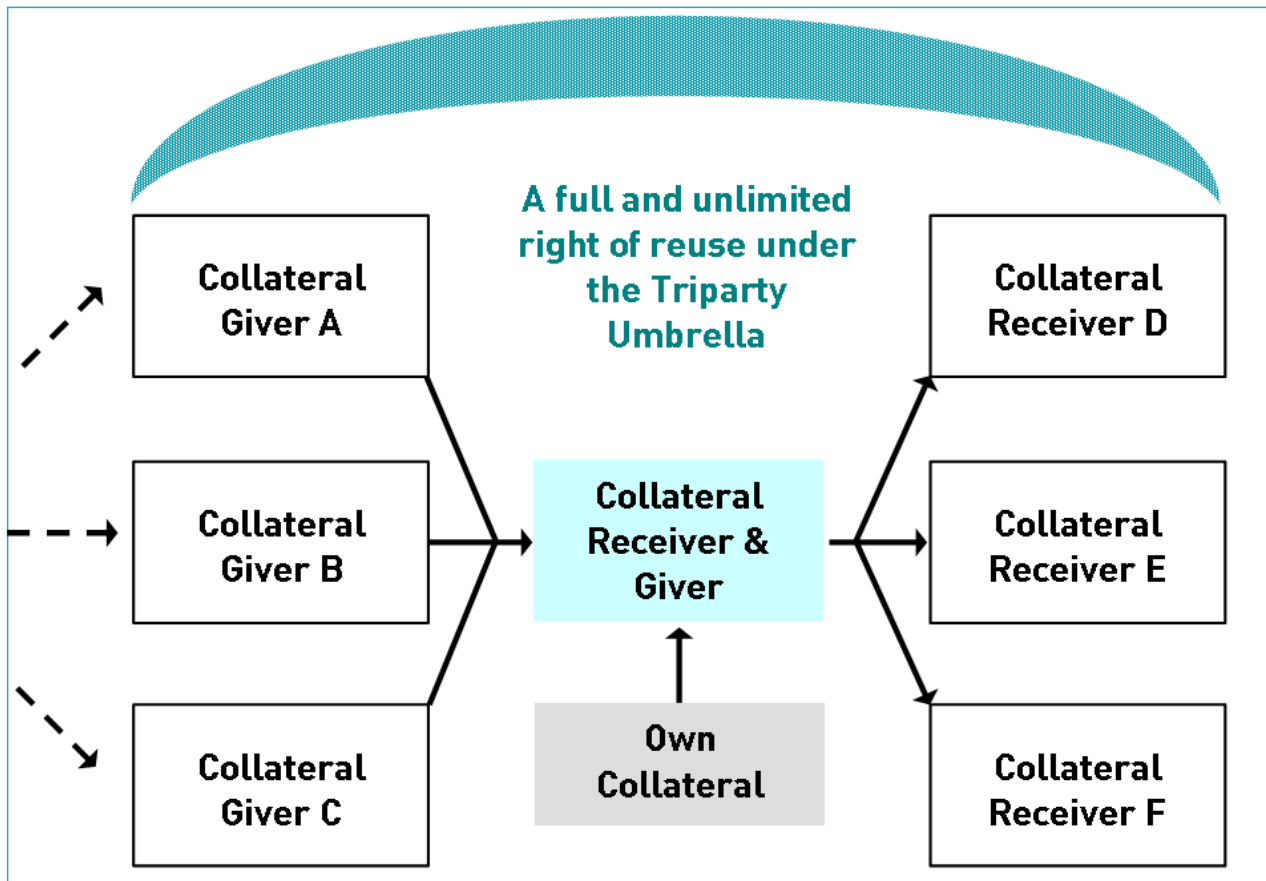 A full and unlimited
right of reuse under
the Triparty
Umbrella
Collateral
Giver A
Collateral
Receiver D
Collateral
Giver B
Collateral
Receiver &
Giver
Collateral
Receiver E
Collateral
Giver C
Own
Collateral
Collateral
Receiver F